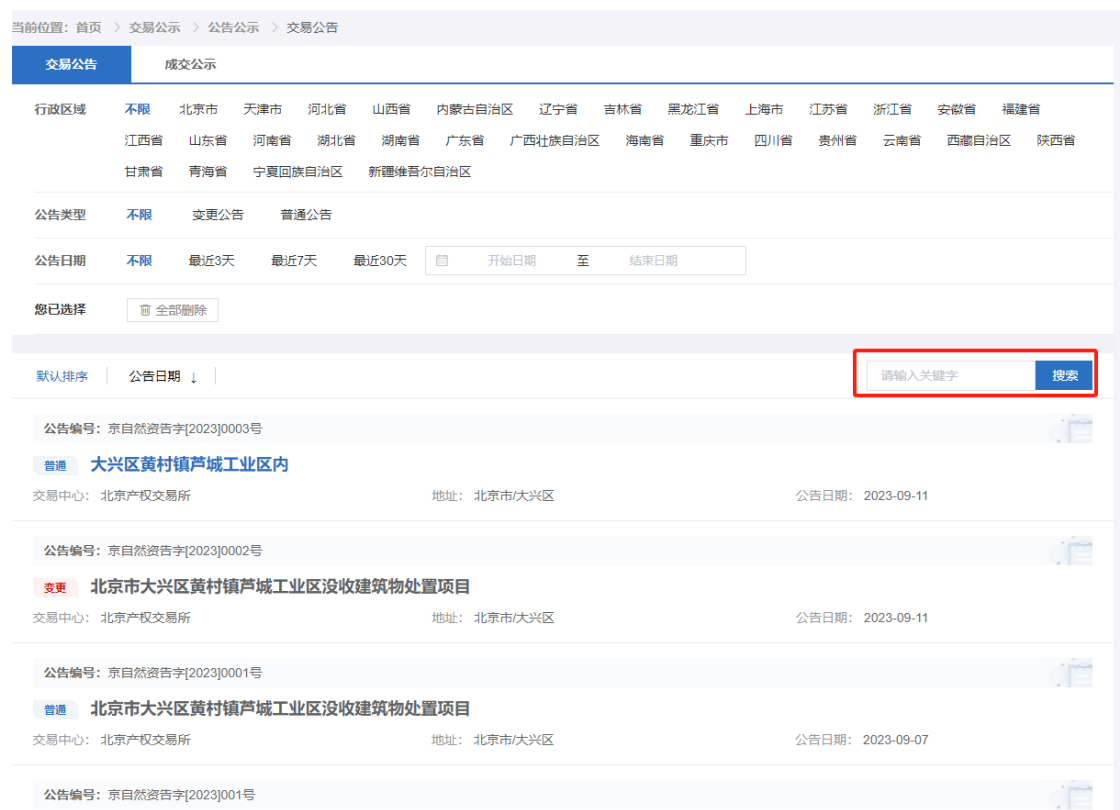 当前位置：首页 > 交易公示 > 公告公示 > 交易公告
交易公告 成交公示
行政区域 不限 北京市 天津市 河北省 山西省 内蒙古自治区 辽宁省 吉林省 黑龙江省 上海市 江苏省 浙江省 安徽省 福建省
江西省 山东省 河南省 湖北省 湖南省 广东省 广西壮族自治区 海南省 重庆市 四川省 贵州省 云南省 西藏自治区 陕西省
甘肃省 青海省 宁夏回族自治区 新疆维吾尔自治区
公告类型 不限 变更公告 普通公告
公告日期 不限 最近3天 最近7天 最近30天 开始日期 至 结束日期
您已选择 全部删除
默认排序 公告日期 ↓ 请输入关键字 搜索
公告编号：京自然资告字[2023]0003号
普通 大兴区黄村镇芦城工业区内
交易中心： 北京产权交易所 地址： 北京市/大兴区 公告日期： 2023-09-11
公告编号：京自然资告字[2023]0002号
变更 北京市大兴区黄村镇芦城工业区没收建筑物处置项目
交易中心： 北京产权交易所 地址： 北京市/大兴区 公告日期： 2023-09-11
公告编号：京自然资告字[2023]0001号
普通 北京市大兴区黄村镇芦城工业区没收建筑物处置项目
交易中心： 北京产权交易所 地址： 北京市/大兴区 公告日期： 2023-09-07
公告编号：京自然资告字[2023]001号